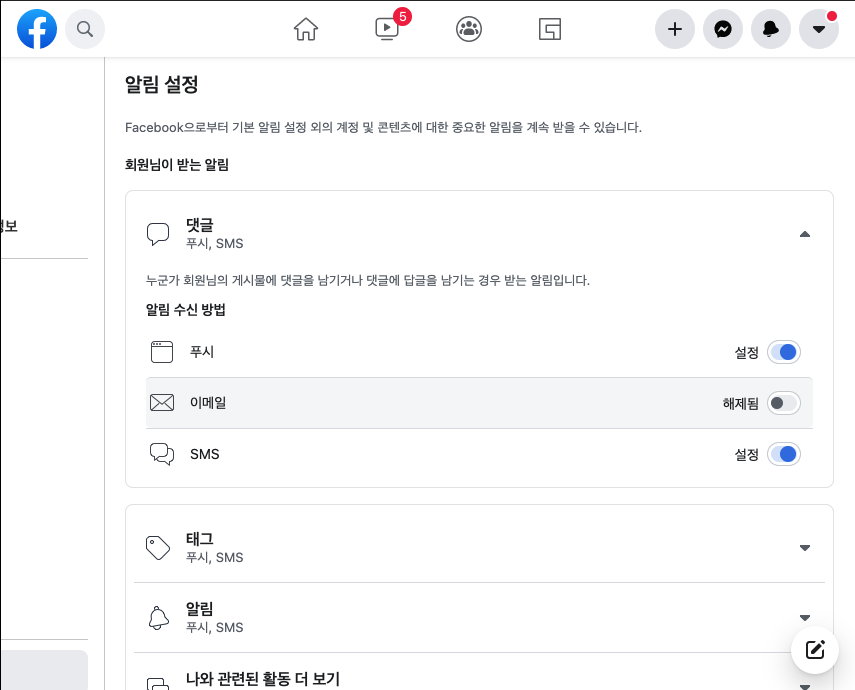 5
알림 설정
Facebook으로부터 기본 알림 설정 외의 계정 및 콘텐츠에 대한 중요한 알림을 계속 받을 수 있습니다.
회원님이 받는 알림
댓글
푸시, SMS
누군가 회원님의 게시물에 댓글을 남기거나 댓글에 답글을 남기는 경우 받는 알림입니다.
알림 수신 방법
푸시 설정
이메일 해제됨
SMS 설정
태그
푸시, SMS
알림
푸시, SMS
나와 관련된 활동 더 보기